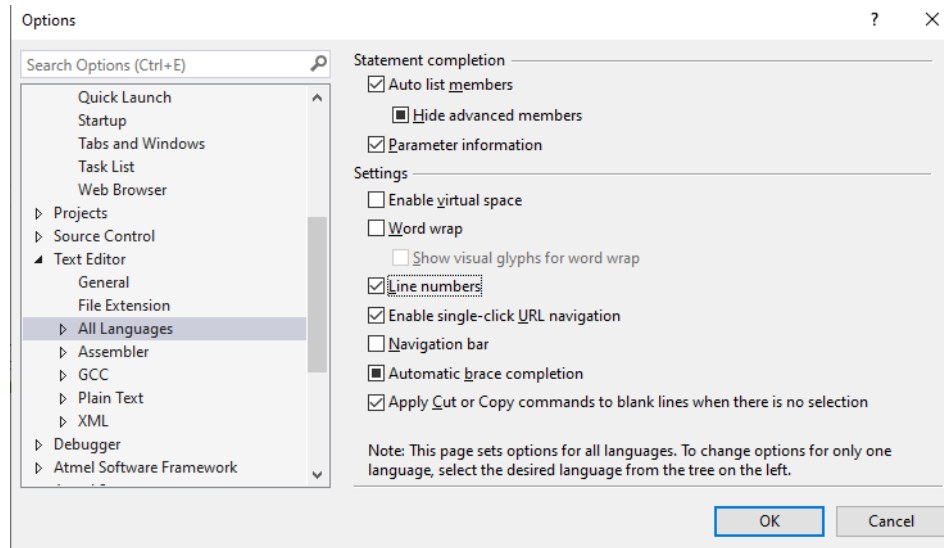 Options
?
Search Options (Ctrl+E)
Quick Launch
Startup
Tabs and Windows
Task List
Web Browser
Projects
Source Control
Text Editor
General
File Extension
All Languages
Assembler
GCC
Plain Text
XML
Debugger
Atmel Software Framework
Statement completion
Auto list members
Hide advanced members
Parameter information
Settings
Enable virtual space
Word wrap
Show visual glyphs for word wrap
Line numbers
Enable single-click URL navigation
Navigation bar
Automatic brace completion
Apply Cut or Copy commands to blank lines when there is no selection
Note: This page sets options for all languages. To change options for only one
language, select the desired language from the tree on the left.
OK
Cancel